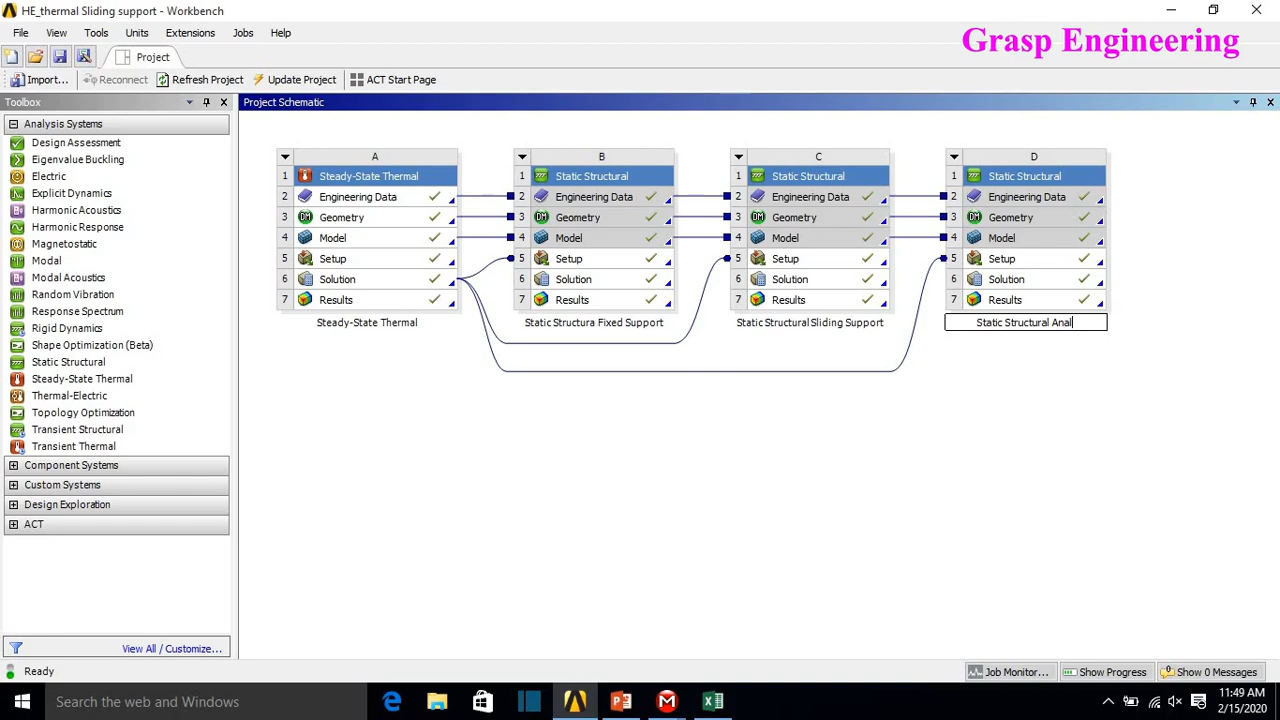 HE_thermal Sliding support - Workbench
File View Tools Units Extensions Jobs Help
Grasp Engineering
Project
Import... Reconnect Refresh Project Update Project ACT Start Page
Toolbox
Project Schematic
Analysis Systems
Design Assessment
Eigenvalue Buckling
Electric
Explicit Dynamics
Harmonic Acoustics
Harmonic Response
Magnetostatic
Modal
Modal Acoustics
Random Vibration
Response Spectrum
Rigid Dynamics
Shape Optimization (Beta)
Static Structural
Steady-State Thermal
Thermal-Electric
Topology Optimization
Transient Structural
Transient Thermal
Component Systems
Custom Systems
Design Exploration
ACT
View All / Customize...
A
1 Steady-State Thermal
2 Engineering Data
3 Geometry
4 Model
5 Setup
6 Solution
7 Results
Steady-State Thermal
B
1 Static Structural
2 Engineering Data
3 Geometry
4 Model
5 Setup
6 Solution
7 Results
Static Structura Fixed Support
C
1 Static Structural
2 Engineering Data
3 Geometry
4 Model
5 Setup
6 Solution
7 Results
Static Structural Sliding Support
D
1 Static Structural
2 Engineering Data
3 Geometry
4 Model
5 Setup
6 Solution
7 Results
Static Structural Anal
Ready
Job Monitor... Show Progress Show 0 Messages
Search the web and Windows
11:49 AM
2/15/2020